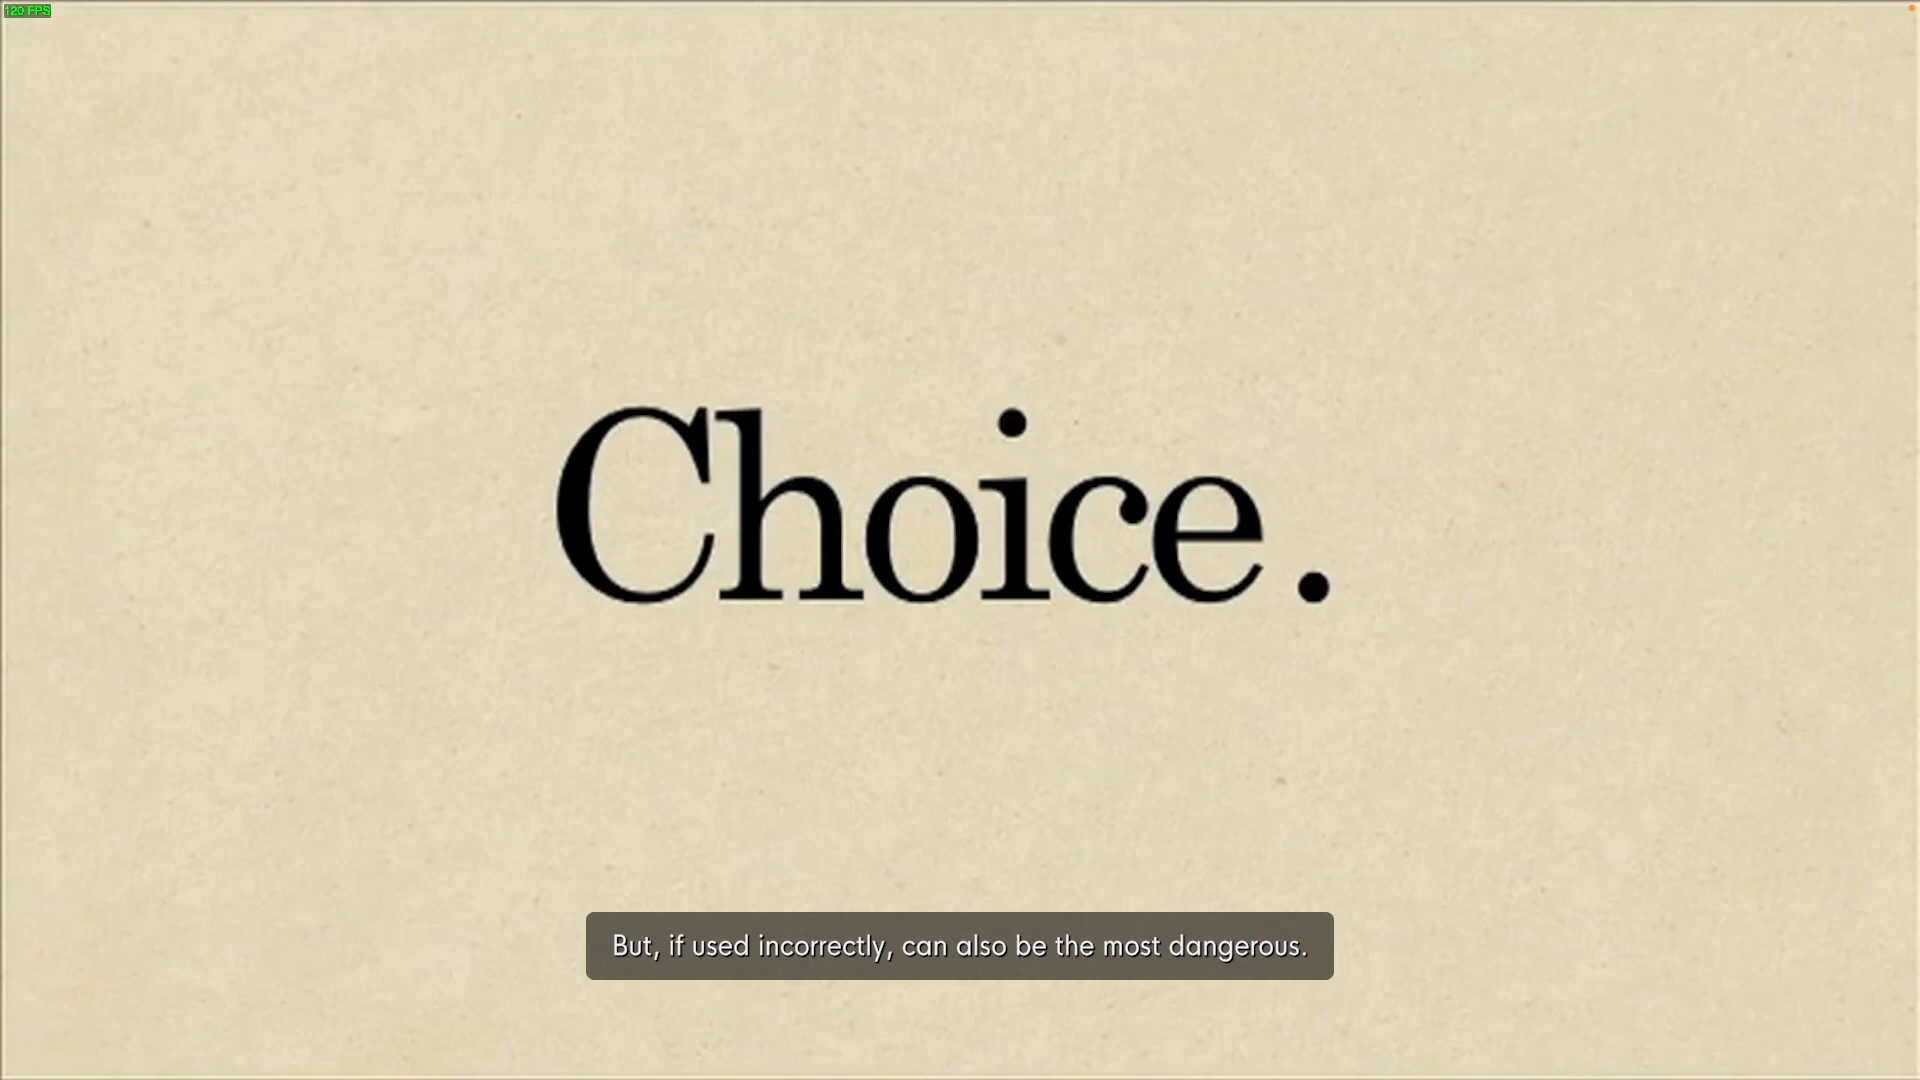 120 FPS
Choice.
But, if used incorrectly, can also be the most dangerous.